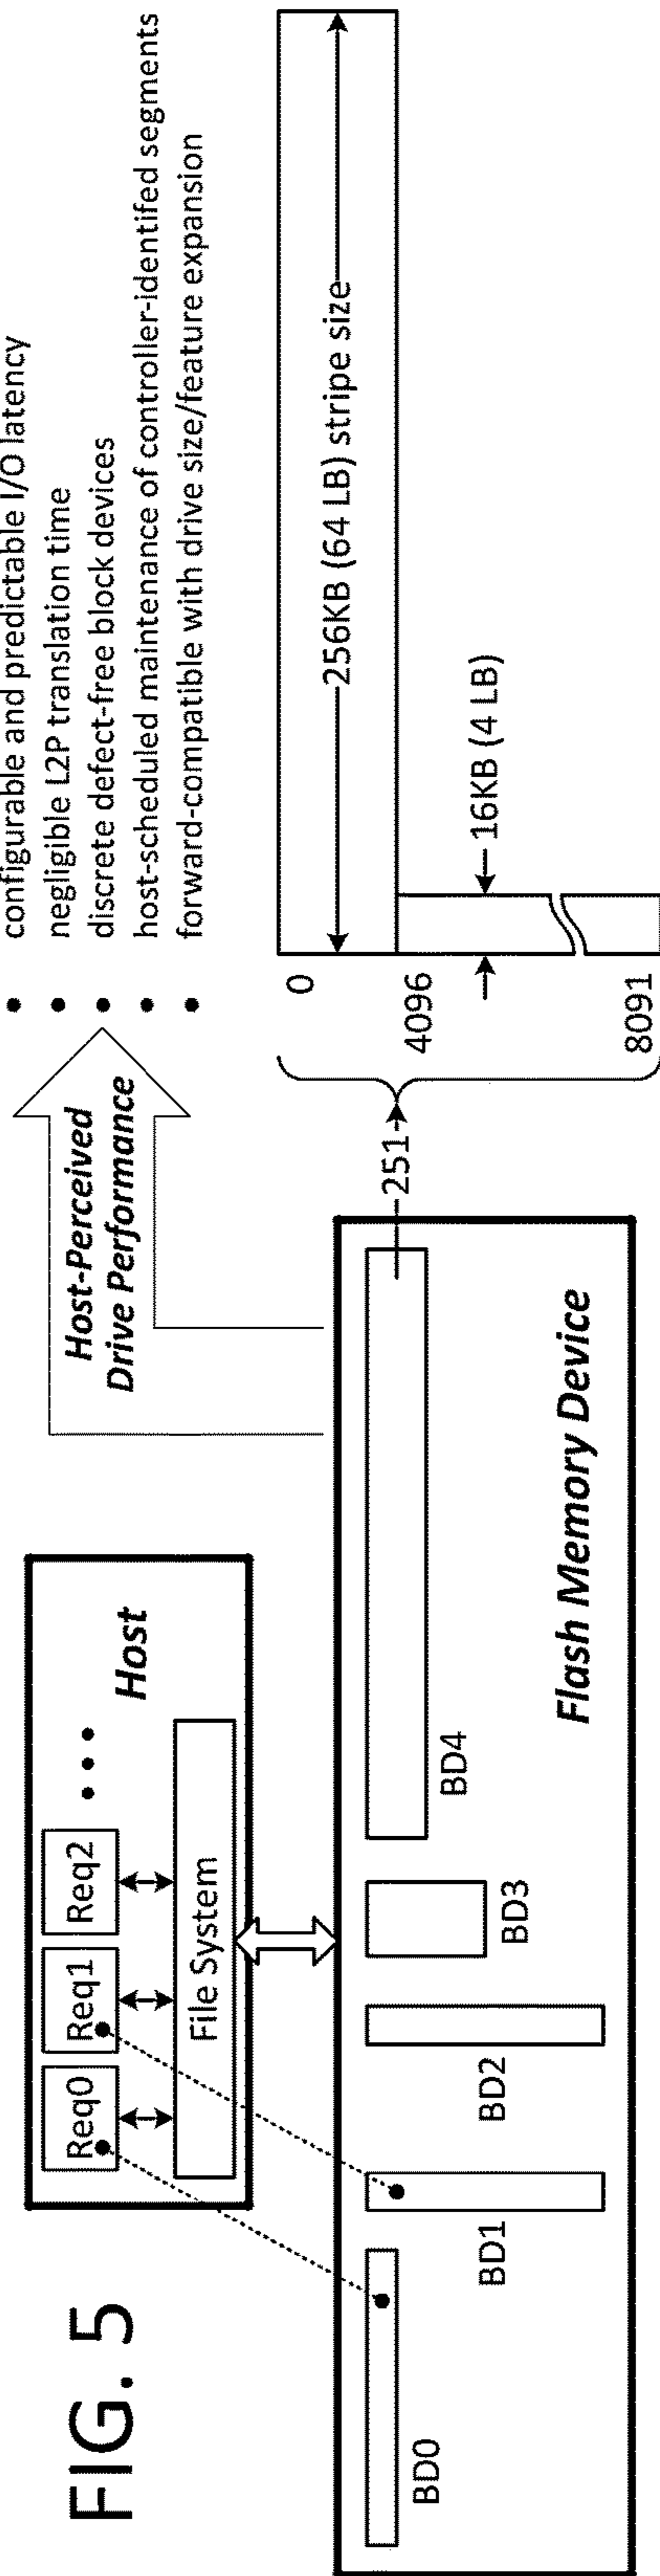 FIG. 5
Req0
Req1
Req2
Host
File System
BD0
BD1
BD2
BD3
BD4
Flash Memory Device
Host-Perceived
Drive Performance
• configurable and predictable I/O latency
• negligible L2P translation time
• discrete defect-free block devices
• host-scheduled maintenance of controller-identifed segments
• forward-compatible with drive size/feature expansion
251
0
4096
8091
256KB (64 LB) stripe size
16KB (4 LB)